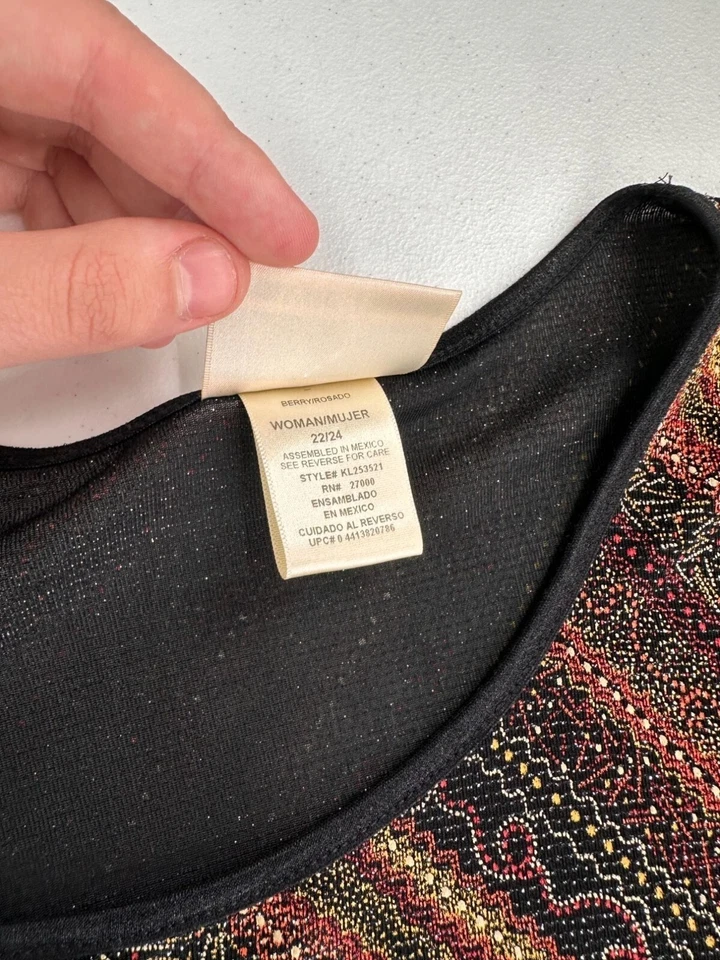 BERRY/ROSADO
WOMAN/MUJER
22/24
ASSEMBLED IN MEXICO
SEE REVERSE FOR CARE
STYLE# KL253521
RN# 27000
ENSAMBLADO
EN MEXICO
CUIDADO AL REVERSO
UPC# 0 4413820786